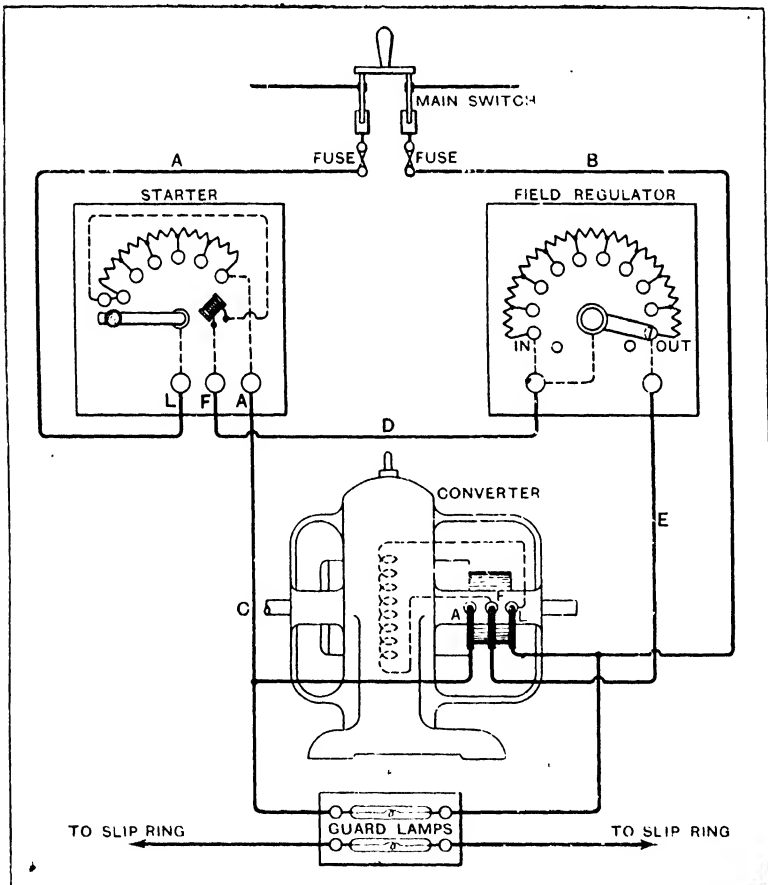 MAIN SWITCH
FUSE FUSE
A B
STARTER FIELD REGULATOR
IN OUT
L F A
D
CONVERTER
E
F
A L
C
TO SLIP RING GUARD LAMPS TO SLIP RING